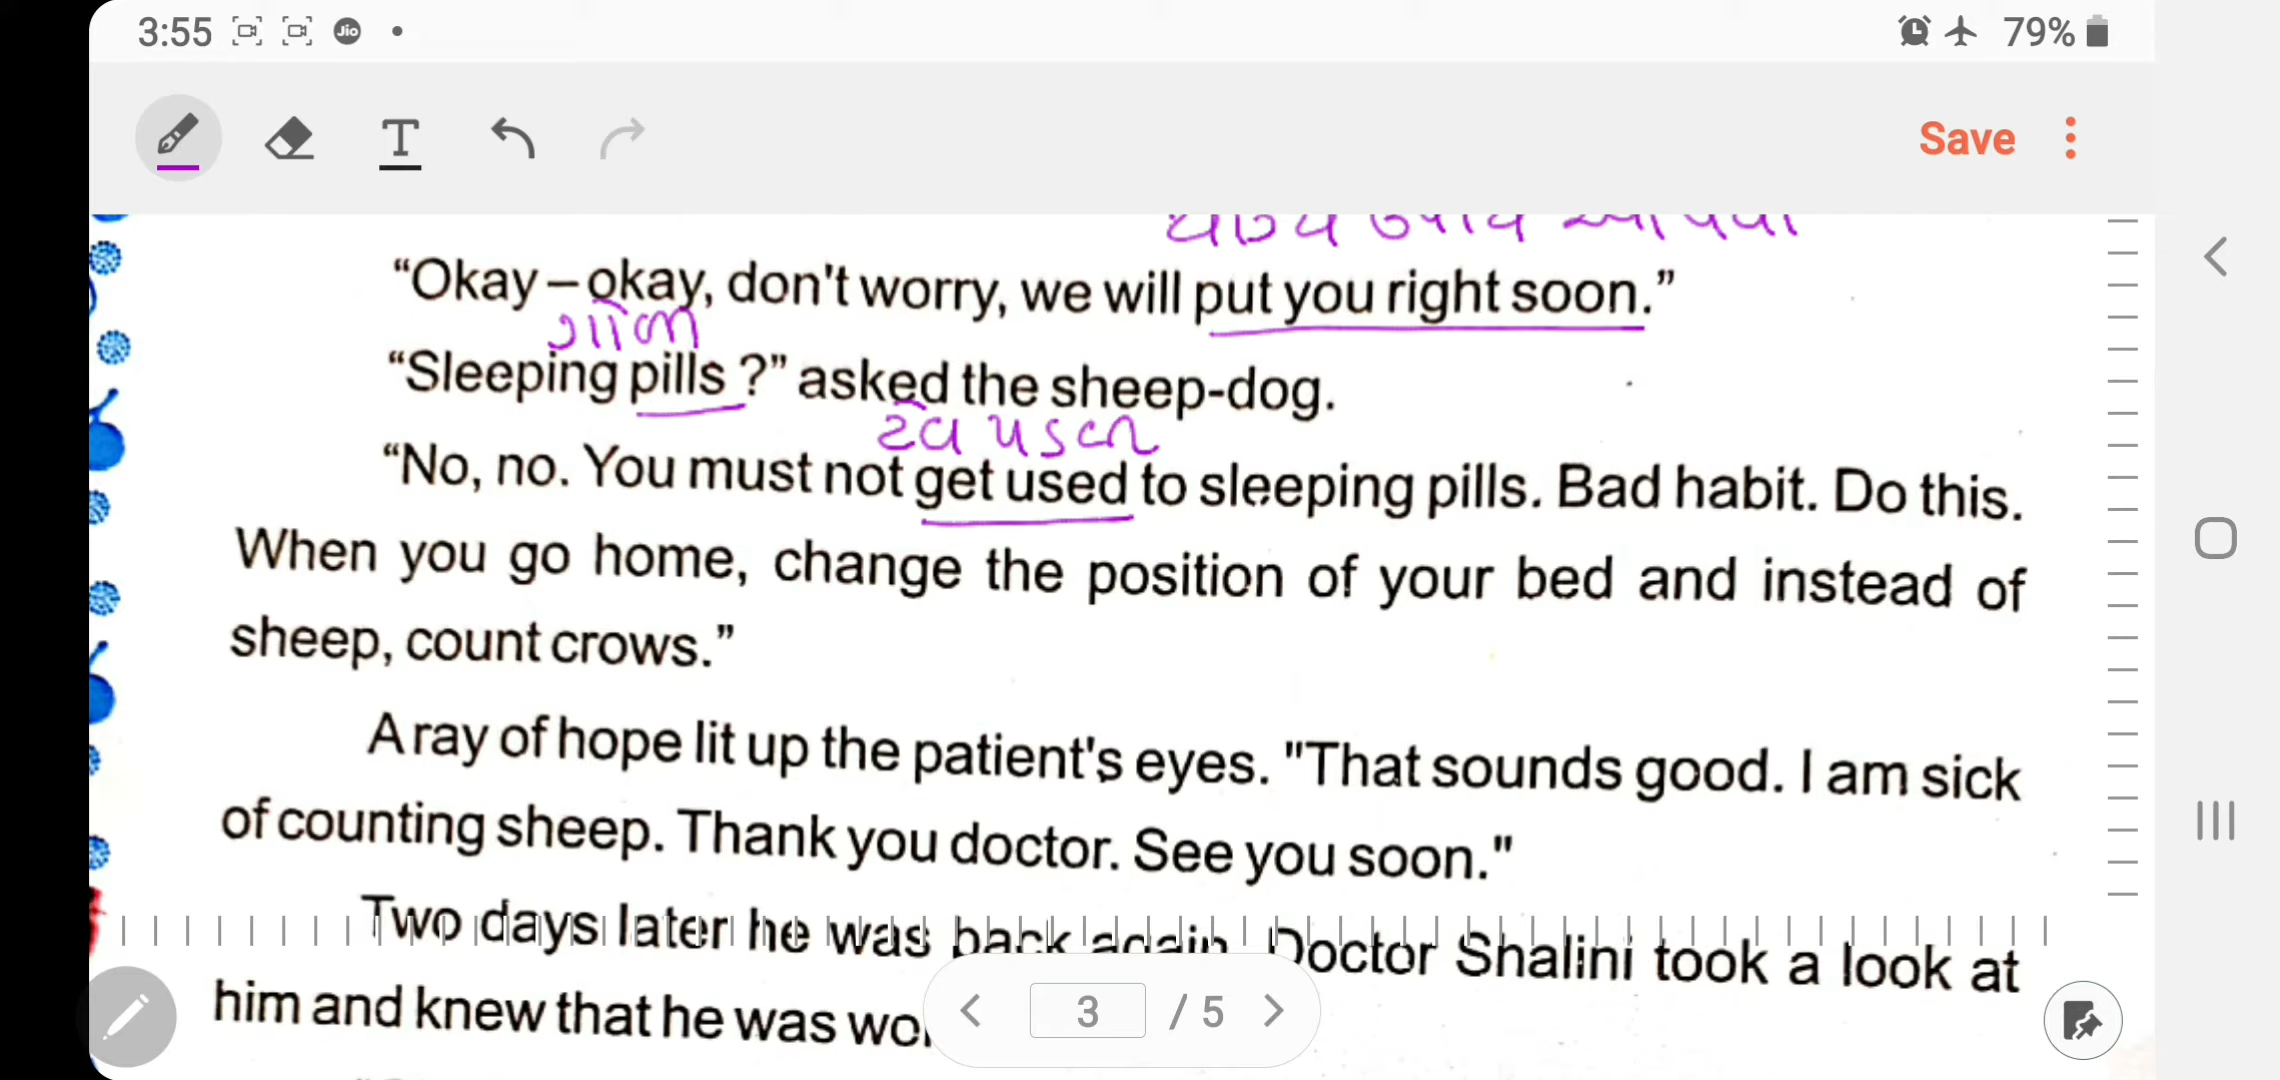 3:55
Jio
79%
Save
“Okay – okay, don't worry, we will put you right soon.”
“Sleeping pills ?” asked the sheep-dog.
“No, no. You must not get used to sleeping pills. Bad habit. Do this.
When you go home, change the position of your bed and instead of
sheep, count crows.”
A ray of hope lit up the patient's eyes. "That sounds good. I am sick
of counting sheep. Thank you doctor. See you soon."
Two days later he was back again. Doctor Shalini took a look at
him and knew that he was
3 / 5